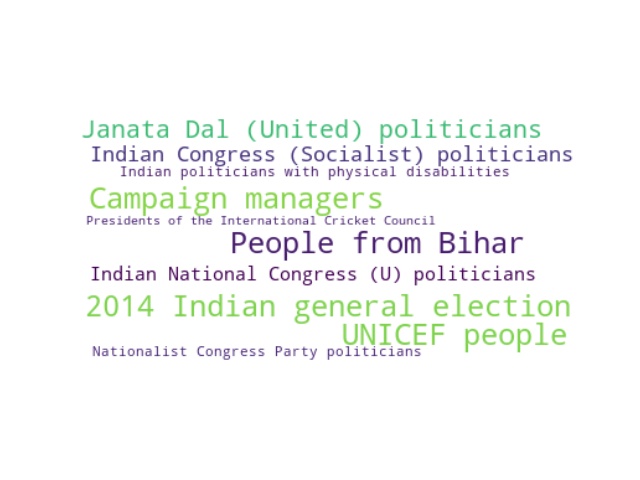 Janata Dal (United) politicians
Indian Congress (Socialist) politicians
Indian politicians with physical disabilities
Campaign managers
Presidents of the International Cricket Council
People from Bihar
Indian National Congress (U) politicians
2014 Indian general election
UNICEF people
Nationalist Congress Party politicians